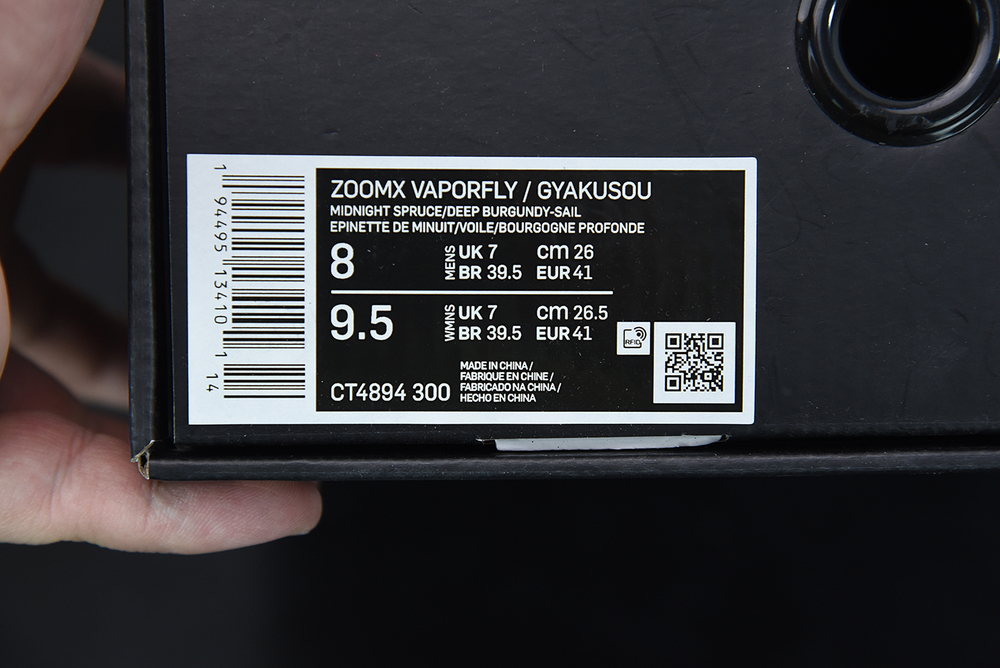 ZOOMX VAPORFLY / GYAKUSOU
MIDNIGHT SPRUCE/DEEP BURGUNDY-SAIL
EPINETTE DE MINUIT/VOILE/BOURGOGNE PROFONDE
8 MENS UK 7 cm 26
BR 39.5 EUR 41
9.5 WMNS UK 7 cm 26.5
BR 39.5 EUR 41
RFID
MADE IN CHINA /
FABRIQUE EN CHINE /
FABRICADO NA CHINA /
HECHO EN CHINA
CT4894 300
1 94495 13410 1 14